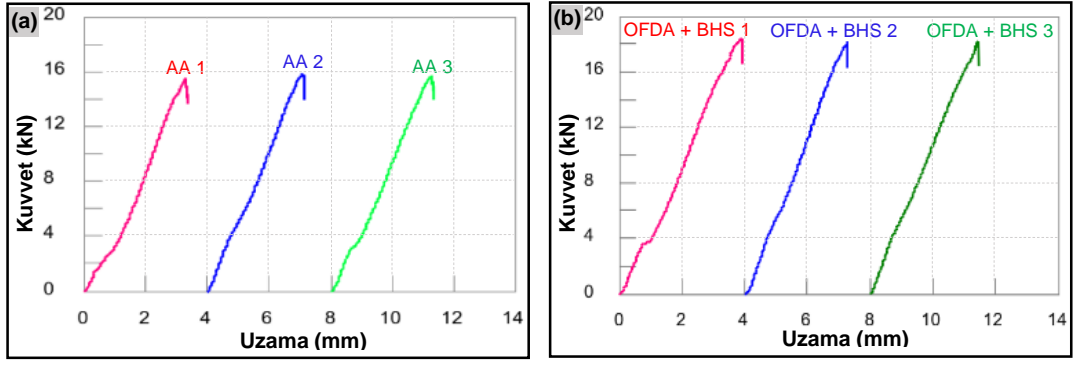 (a)
20
16
12
8
4
0
Kuvvet (kN)
AA 1
AA 2
AA 3
0 2 4 6 8 10 12 14
Uzama (mm)
(b)
20
16
12
8
4
0
Kuvvet (kN)
OFDA + BHS 1
OFDA + BHS 2
OFDA + BHS 3
0 2 4 6 8 10 12 14
Uzama (mm)